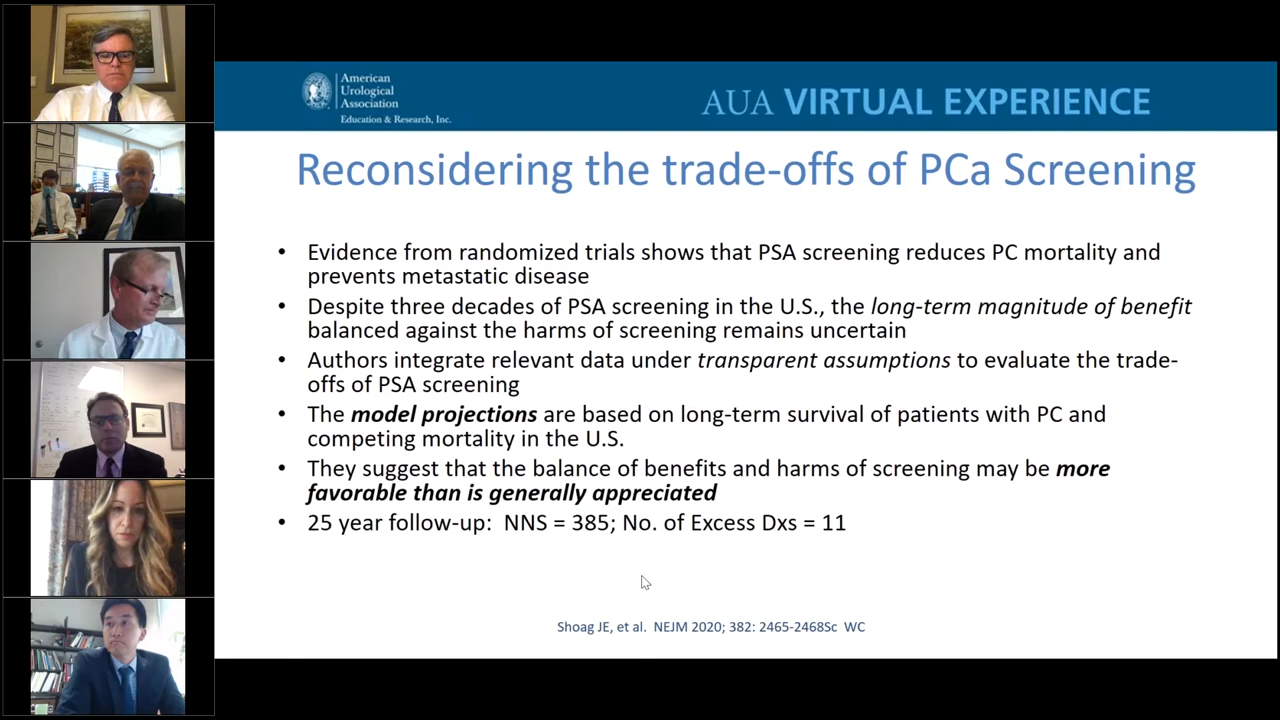 American
Urological
Association
Education & Research, Inc.
AUA VIRTUAL EXPERIENCE
Reconsidering the trade-offs of PCa Screening
• Evidence from randomized trials shows that PSA screening reduces PC mortality and
prevents metastatic disease
• Despite three decades of PSA screening in the U.S., the long-term magnitude of benefit
balanced against the harms of screening remains uncertain
• Authors integrate relevant data under transparent assumptions to evaluate the trade-
offs of PSA screening
• The model projections are based on long-term survival of patients with PC and
competing mortality in the U.S.
• They suggest that the balance of benefits and harms of screening may be more
favorable than is generally appreciated
• 25 year follow-up: NNS = 385; No. of Excess Dxs = 11
Shoag JE, et al. NEJM 2020; 382: 2465-2468Sc WC